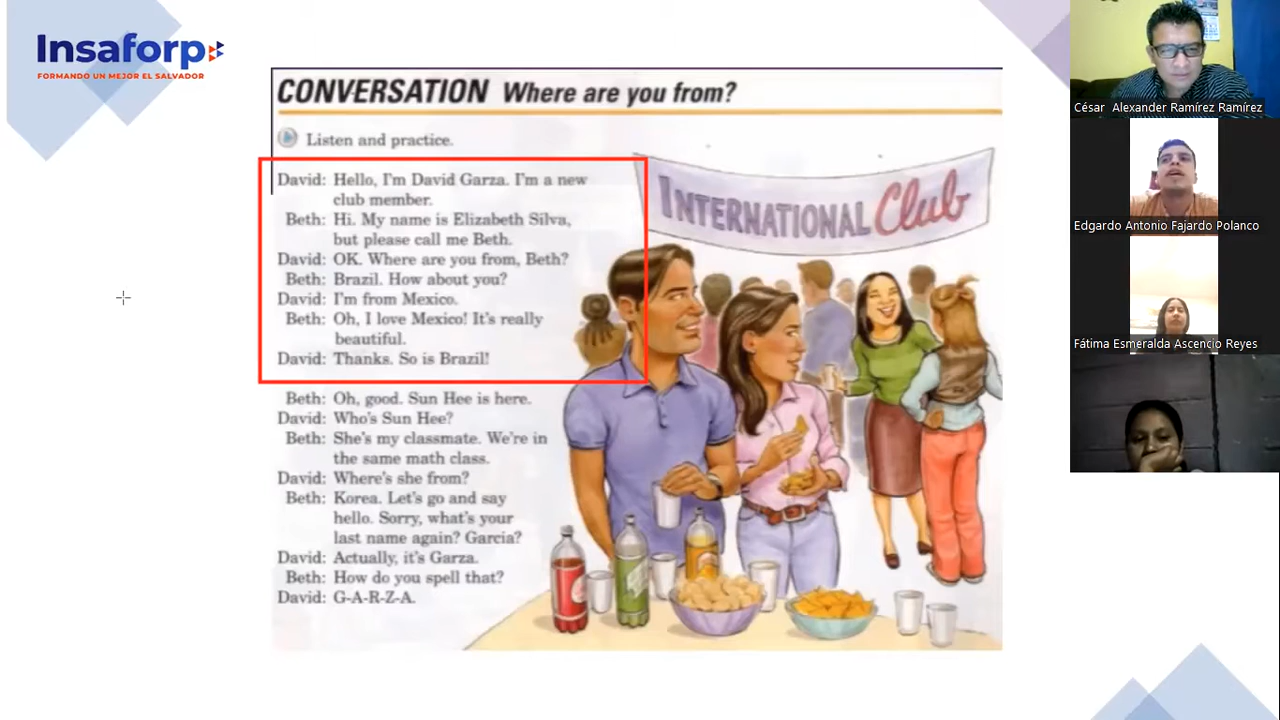 Insaforp
FORMANDO UN MEJOR EL SALVADOR
CONVERSATION Where are you from?
Listen and practice.
David: Hello, I'm David Garza. I'm a new
club member.
Beth: Hi. My name is Elizabeth Silva,
but please call me Beth.
David: OK. Where are you from, Beth?
Beth: Brazil. How about you?
David: I'm from Mexico.
Beth: Oh, I love Mexico! It's really
beautiful.
David: Thanks. So is Brazil!
Beth: Oh, good. Sun Hee is here.
David: Who's Sun Hee?
Beth: She's my classmate. We're in
the same math class.
David: Where's she from?
Beth: Korea. Let's go and say
hello. Sorry, what's your
last name again? Garcia?
David: Actually, it's Garza.
Beth: How do you spell that?
David: G-A-R-Z-A.
INTERNATIONAL Club
César Alexander Ramírez Ramírez
Edgardo Antonio Fajardo Polanco
Fátima Esmeralda Ascencio Reyes